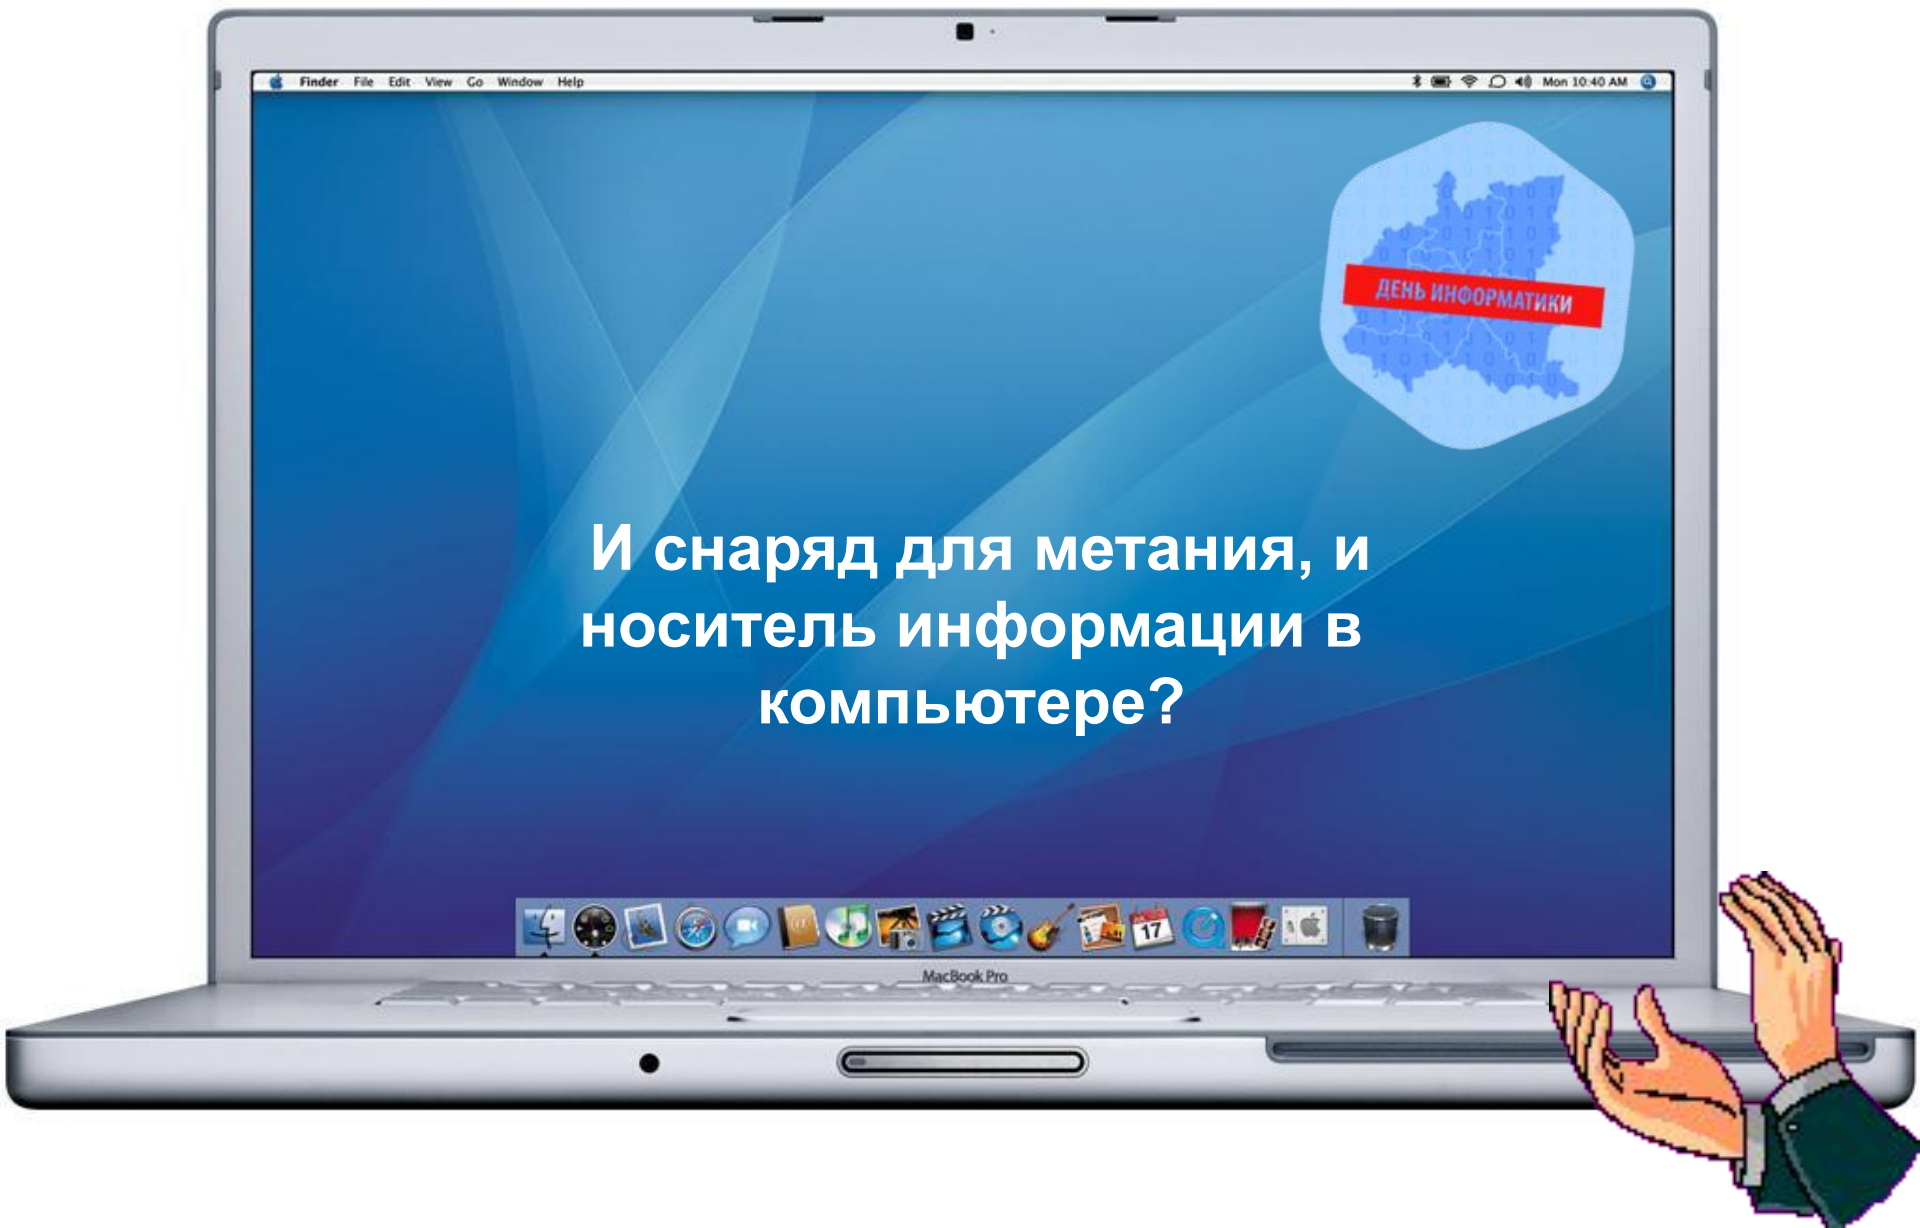 Finder File Edit View Go Window Help
Mon 10:40 AM
ДЕНЬ ИНФОРМАТИКИ
И снаряд для метания, и
носитель информации в
компьютере?
17
MacBook Pro